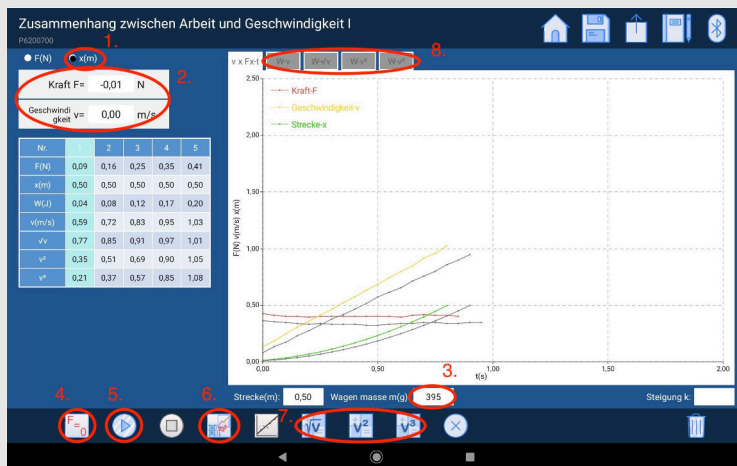 Zusammenhang zwischen Arbeit und Geschwindigkeit I
P6200700
1.
F(N) x(m)
2.
Kraft F= -0,01 N
Geschwindi
gkeit v= 0,00 m/s
Nr. 1 2 3 4 5
F(N) 0,09 0,16 0,25 0,35 0,41
x(m) 0,50 0,50 0,50 0,50 0,50
W(J) 0,04 0,08 0,12 0,17 0,20
v(m/s) 0,59 0,72 0,83 0,95 1,03
√v 0,77 0,85 0,91 0,97 1,01
v² 0,35 0,51 0,69 0,90 1,05
v³ 0,21 0,37 0,57 0,85 1,08
8.
v x Fx-t W-v W-√v W-v² W-v³
2,50
Kraft-F
Geschwindigkeit-v
Strecke-x
2,00
1,50
1,00
0,50
0,00
F(N) v(m/s) x(m)
0,00 0,50 1,00 1,50 2,00
t(s)
3.
Strecke(m): 0,50 Wagen masse m(g): 395 Steigung k:
4. 5. 6. 7.
F=0
√V V² V³